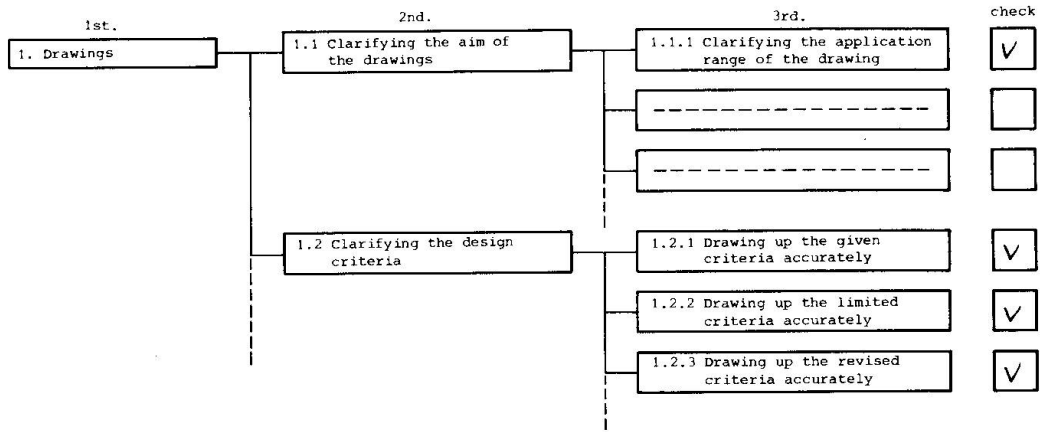 1st.
2nd.
3rd.
check
1. Drawings
1.1 Clarifying the aim of
the drawings
1.1.1 Clarifying the application
range of the drawing
1.2 Clarifying the design
criteria
1.2.1 Drawing up the given
criteria accurately
1.2.2 Drawing up the limited
criteria accurately
1.2.3 Drawing up the revised
criteria accurately